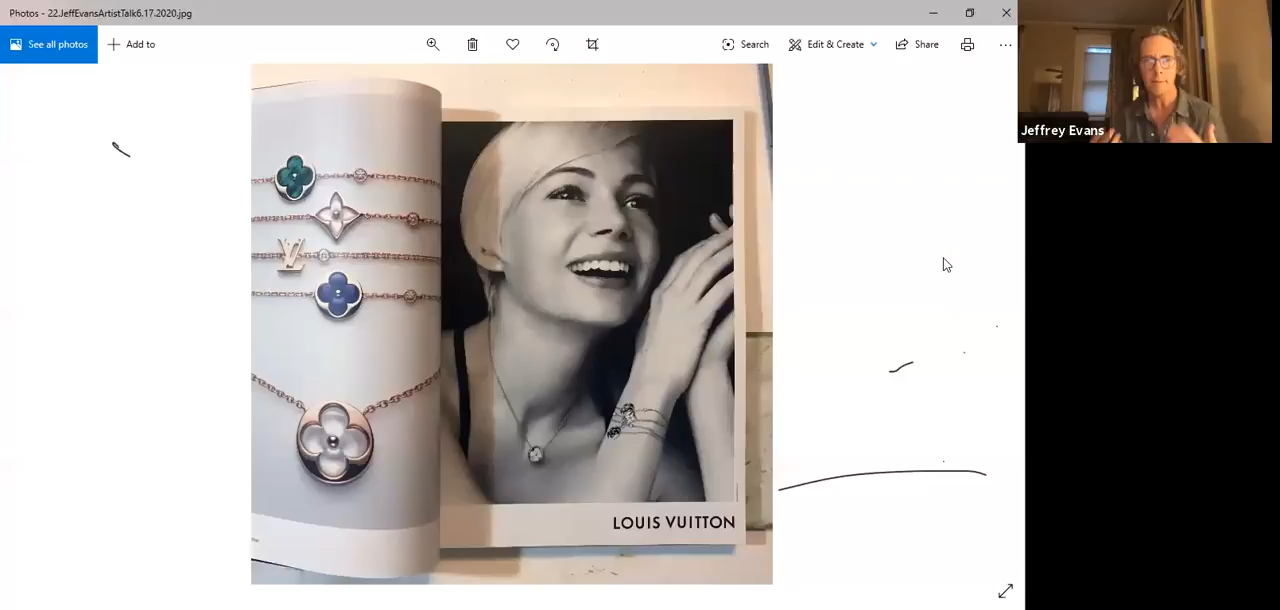 Photos - 22.JeffEvansArtistTalk6.17.2020.jpg
See all photos
Add to
Search
Edit & Create
Share
Jeffrey Evans
LV
LOUIS VUITTON